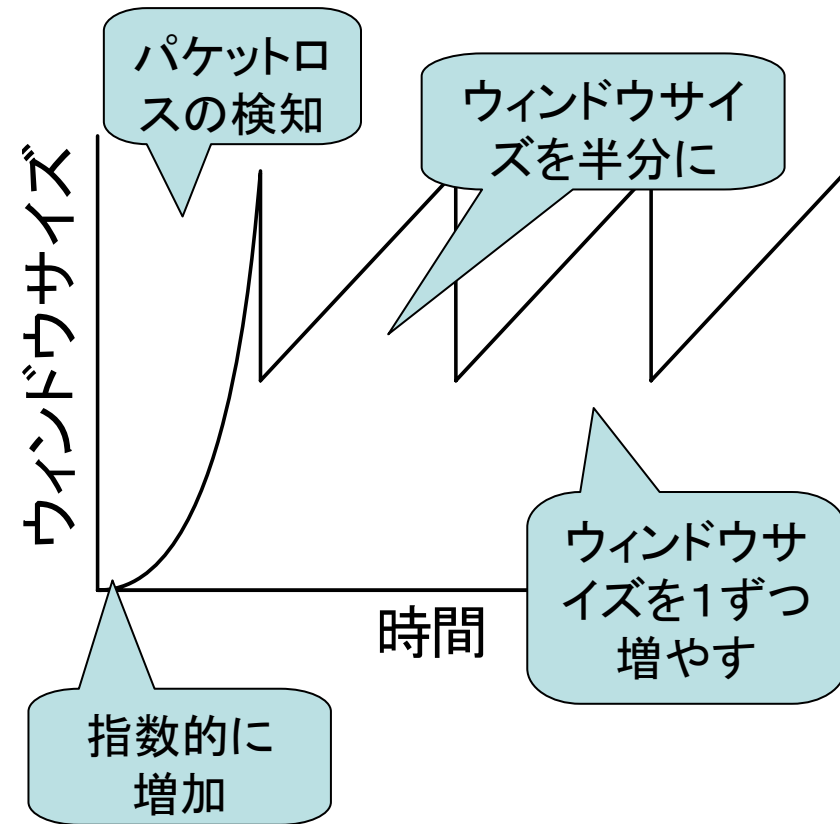 パケットロ
スの検知
ウィンドウサイ
ズを半分に
ウィンドウサイズ
時間
ウィンドウサ
イズを1ずつ
増やす
指数的に
増加